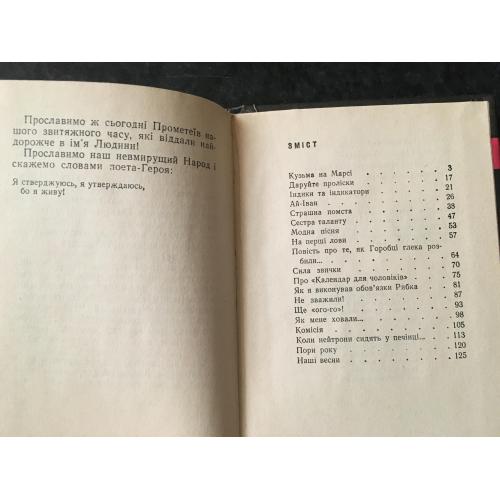 Прославимо ж сьогодні Прометеїв на-
шого звитяжного часу, які віддали най-
дорожче в ім'я Людини!
Прославимо наш невмирущий Народ і
скажемо словами поета-Героя:
Я стверджуюсь, я утверждаюсь,
бо я живу!
ЗМІСТ
Кузьма на Марсі . . . . . . 3
Даруйте проліски . . . . . . 17
Індики та індикатори . . . . . 21
Ай-Іван . . . . . . . . 26
Страшна помста . . . . . . 38
Сестра таланту . . . . . . 47
Модна пісня . . . . . . . 53
На перші лови . . . . . . 57
Повість про те, як Горобці глека роз-
били... . . . . . . . . 64
Сила звички . . . . . . . 70
Про «Календар для чоловіків» . . . 75
Як я виконував обов'язки Рябка . . 81
Не зважили! . . . . . . . 87
Ще «ого-го»! . . . . . . . 93
Як мене ховали... . . . . . . 98
Комісія . . . . . . . . 105
Коли нейтрони сидять у печінці... . . 113
Пори року . . . . . . . 120
Наші весни . . . . . . . 125